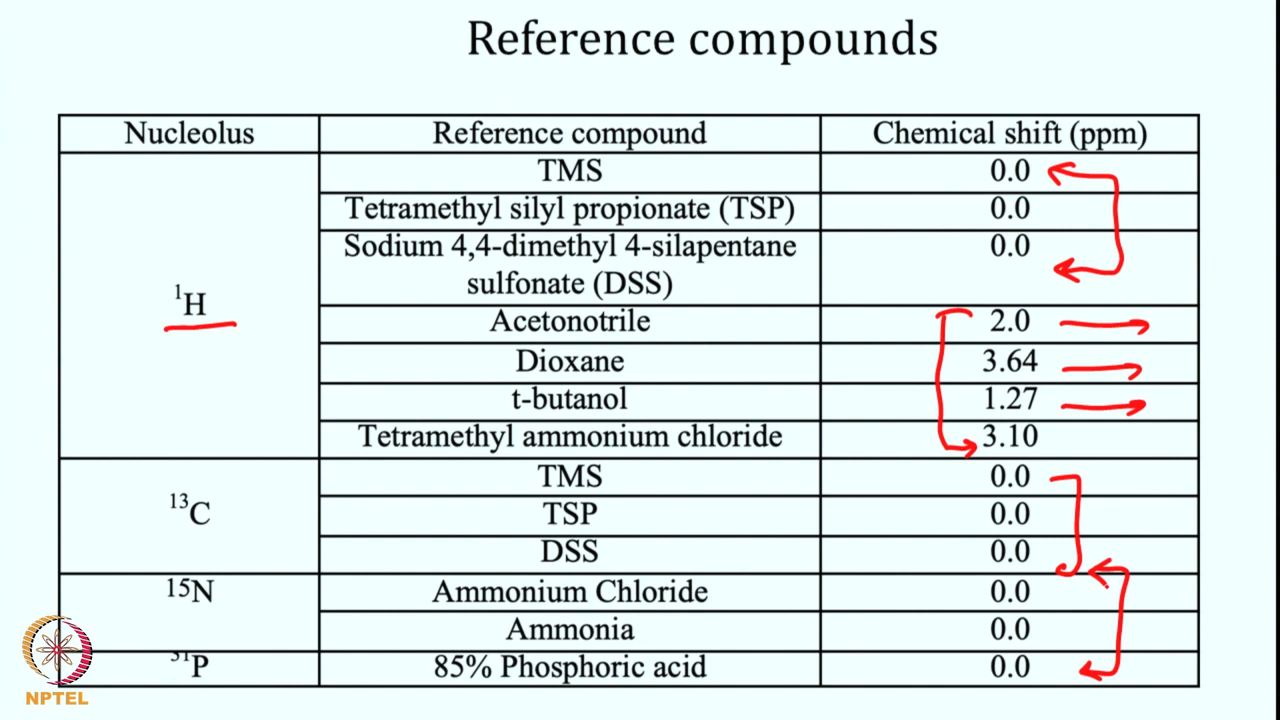 Reference compounds
Nucleolus Reference compound Chemical shift (ppm)
TMS 0.0
Tetramethyl silyl propionate (TSP) 0.0
Sodium 4,4-dimethyl 4-silapentane 0.0
sulfonate (DSS)
¹H
Acetonotrile 2.0
Dioxane 3.64
t-butanol 1.27
Tetramethyl ammonium chloride 3.10
TMS 0.0
¹³C TSP 0.0
DSS 0.0
¹⁵N Ammonium Chloride 0.0
Ammonia 0.0
³¹P 85% Phosphoric acid 0.0
NPTEL